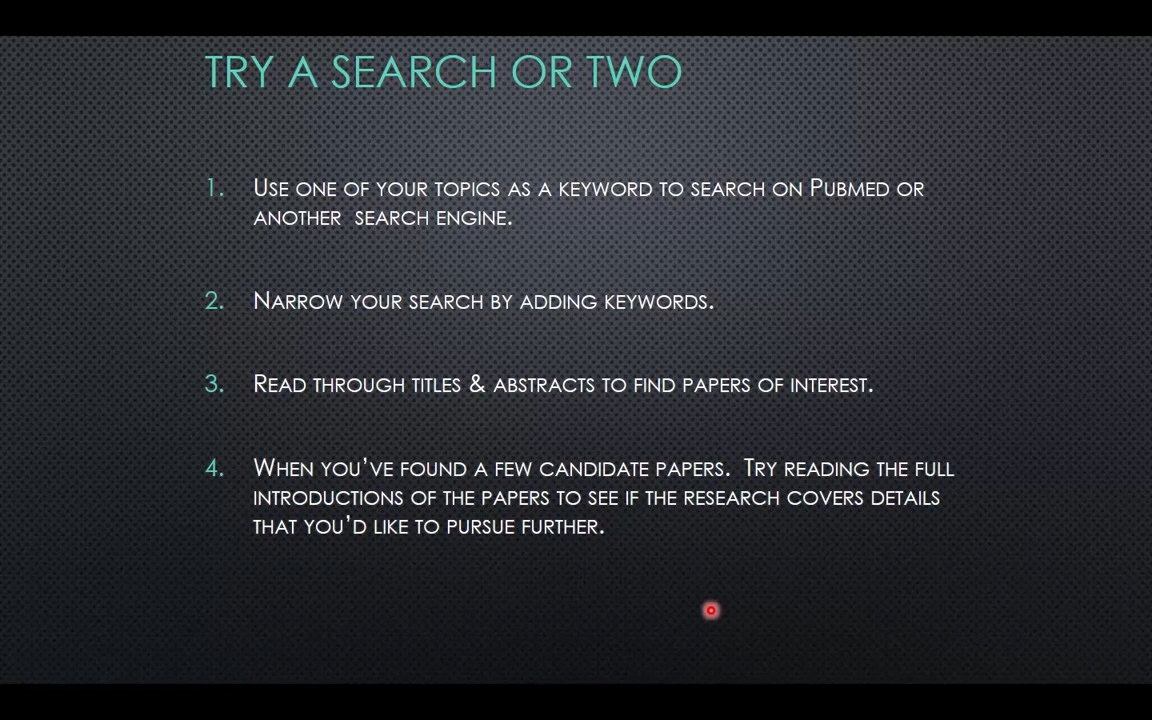 TRY A SEARCH OR TWO
1. USE ONE OF YOUR TOPICS AS A KEYWORD TO SEARCH ON PUBMED OR
ANOTHER SEARCH ENGINE.
2. NARROW YOUR SEARCH BY ADDING KEYWORDS.
3. READ THROUGH TITLES & ABSTRACTS TO FIND PAPERS OF INTEREST.
4. WHEN YOU'VE FOUND A FEW CANDIDATE PAPERS. TRY READING THE FULL
INTRODUCTIONS OF THE PAPERS TO SEE IF THE RESEARCH COVERS DETAILS
THAT YOU'D LIKE TO PURSUE FURTHER.